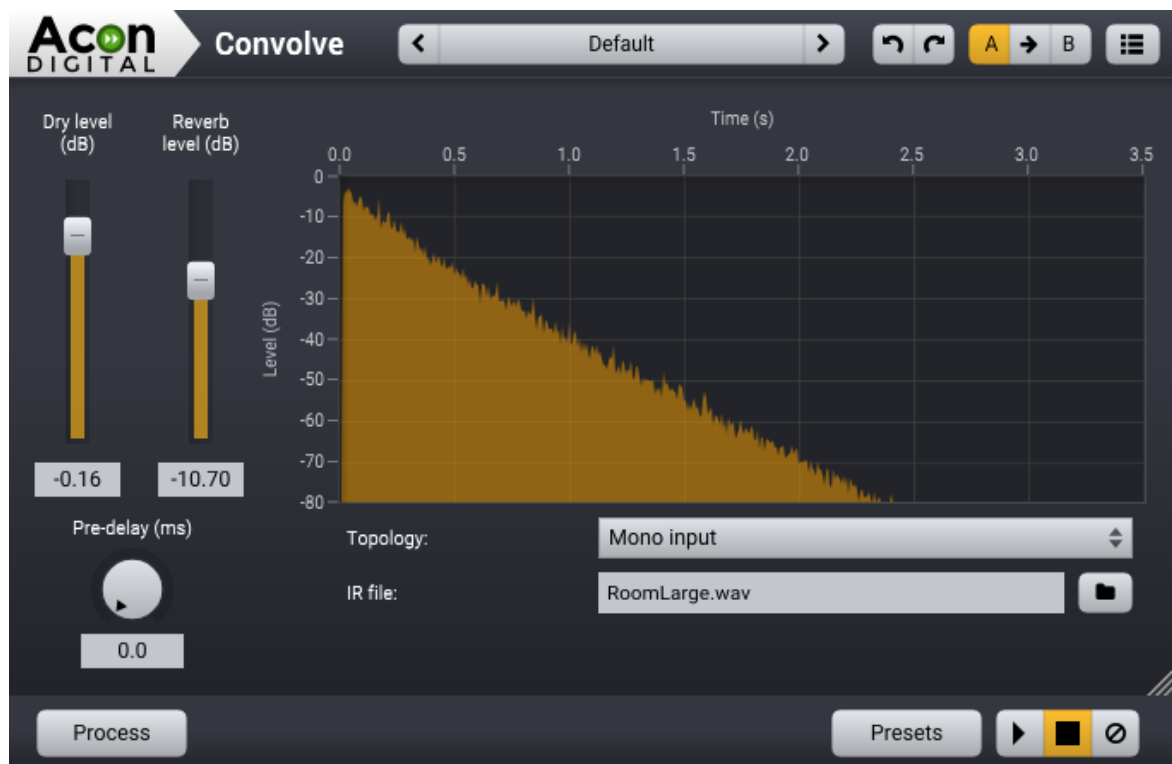 Acon
DIGITAL
Convolve
Default
A
B
Dry level
(dB)
Reverb
level (dB)
Time (s)
0.0 0.5 1.0 1.5 2.0 2.5 3.0 3.5
Level (dB)
0
-10
-20
-30
-40
-50
-60
-70
-80
-0.16
-10.70
Pre-delay (ms)
0.0
Topology:
Mono input
IR file:
RoomLarge.wav
Process
Presets